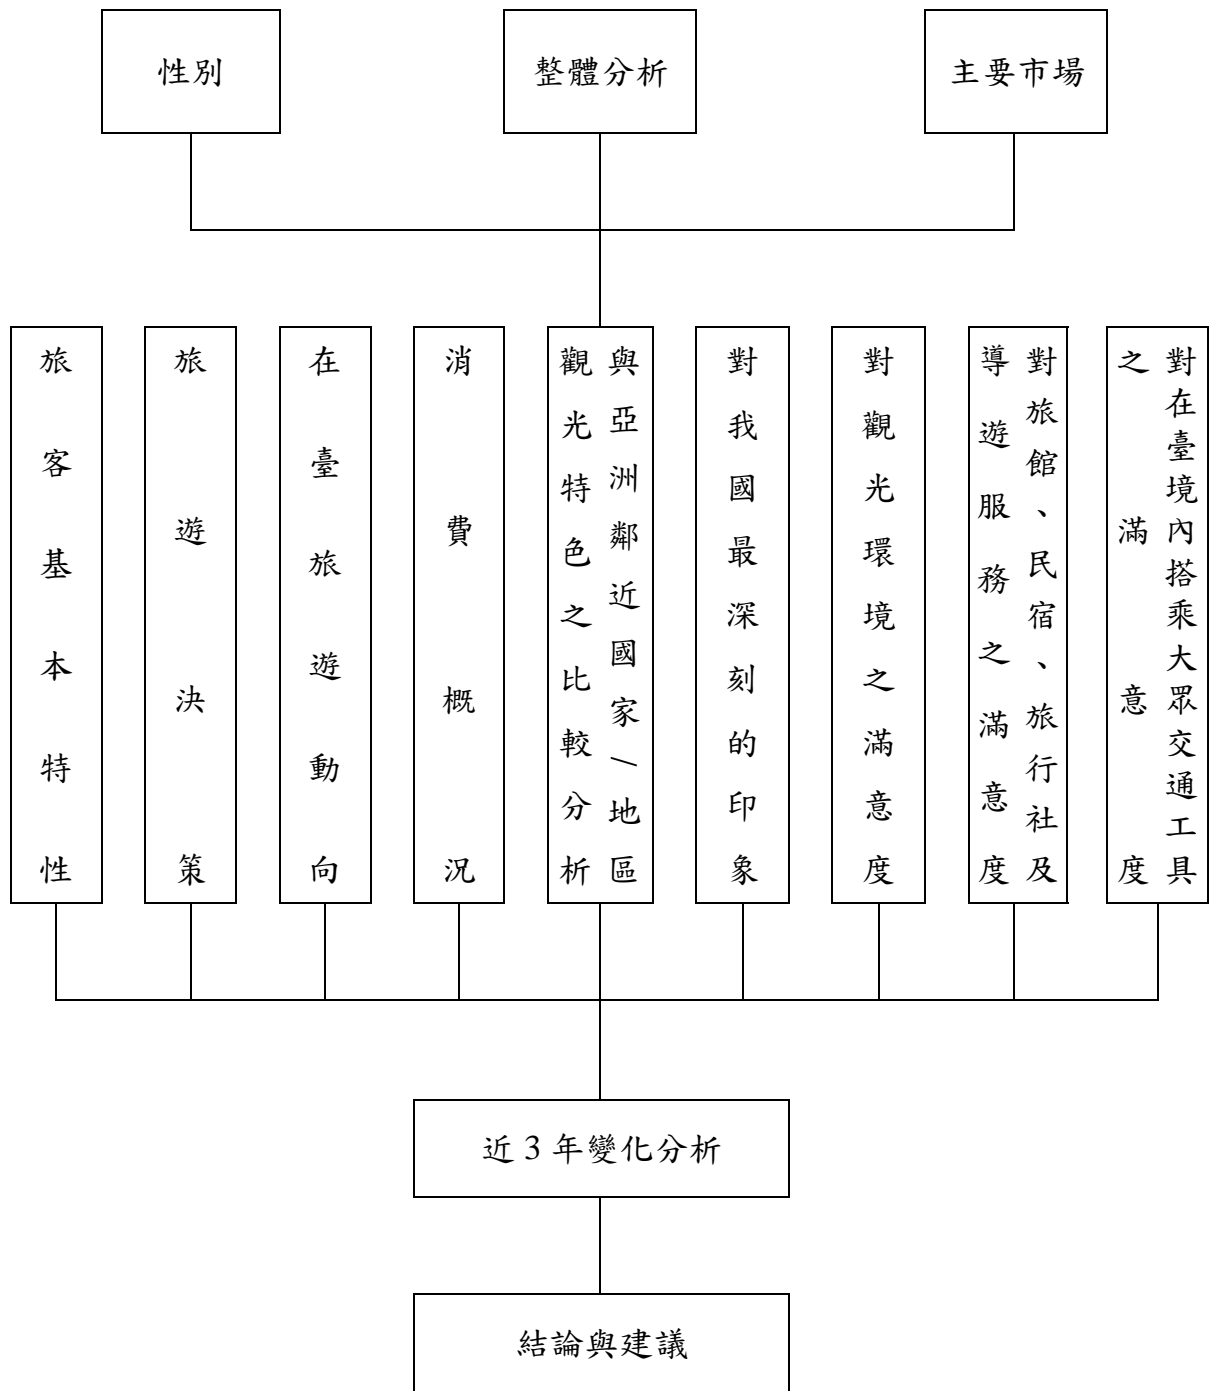 性別
整體分析
主要市場
旅客基本特性
旅遊決策
在臺旅遊動向
消費概況
與亞洲鄰近國家/地區
觀光特色之比較分析
對我國最深刻的印象
對觀光環境之滿意度
對旅館、民宿、旅行社及
導遊服務之滿意度
對在臺境內搭乘大眾交通工具
之滿意度
近3年變化分析
結論與建議